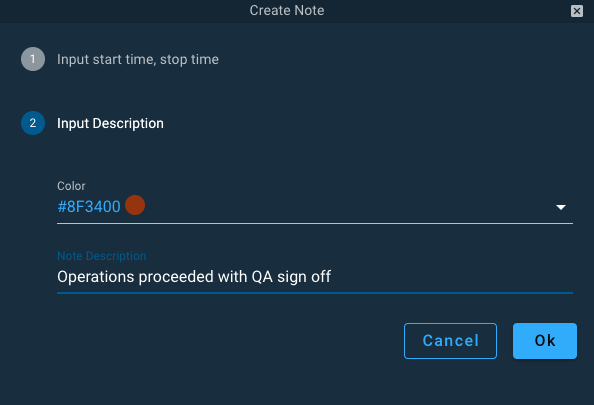 Create Note
1 Input start time, stop time
2 Input Description
Color
#8F3400
Note Description
Operations proceeded with QA sign off
Cancel Ok